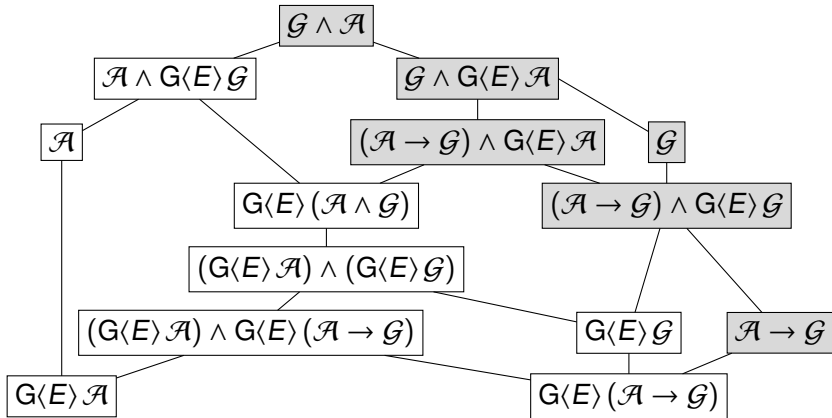 𝒢 ∧ 𝒜
𝒜 ∧ G⟨E⟩ 𝒢
𝒢 ∧ G⟨E⟩ 𝒜
𝒜
(𝒜 → 𝒢) ∧ G⟨E⟩ 𝒜
𝒢
G⟨E⟩ (𝒜 ∧ 𝒢)
(𝒜 → 𝒢) ∧ G⟨E⟩ 𝒢
(G⟨E⟩ 𝒜) ∧ (G⟨E⟩ 𝒢)
(G⟨E⟩ 𝒜) ∧ G⟨E⟩ (𝒜 → 𝒢)
G⟨E⟩ 𝒢
𝒜 → 𝒢
G⟨E⟩ 𝒜
G⟨E⟩ (𝒜 → 𝒢)